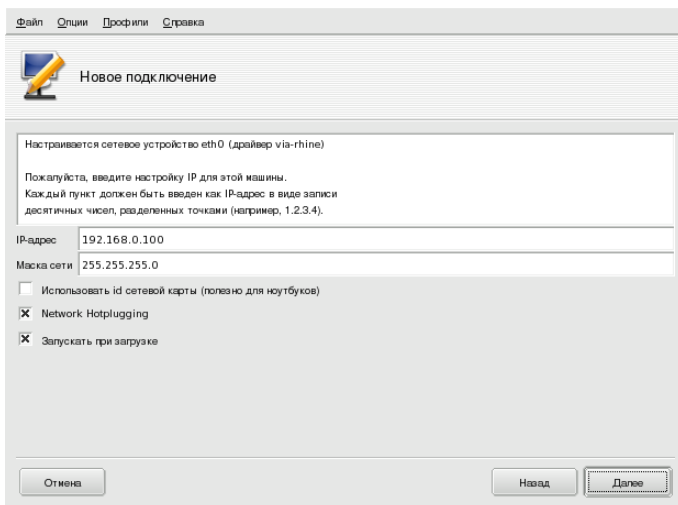 Файл Опции Профили Справка
Новое подключение
Настраивается сетевое устройство eth0 (драйвер via-rhine)
Пожалуйста, введите настройку IP для этой машины.
Каждый пункт должен быть введен как IP-адрес в виде записи
десятичных чисел, разделенных точками (например, 1.2.3.4).
IP-адрес 192.168.0.100
Маска сети 255.255.255.0
Использовать id сетевой карты (полезно для ноутбуков)
Network Hotplugging
Запускать при загрузке
Отмена Назад Далее